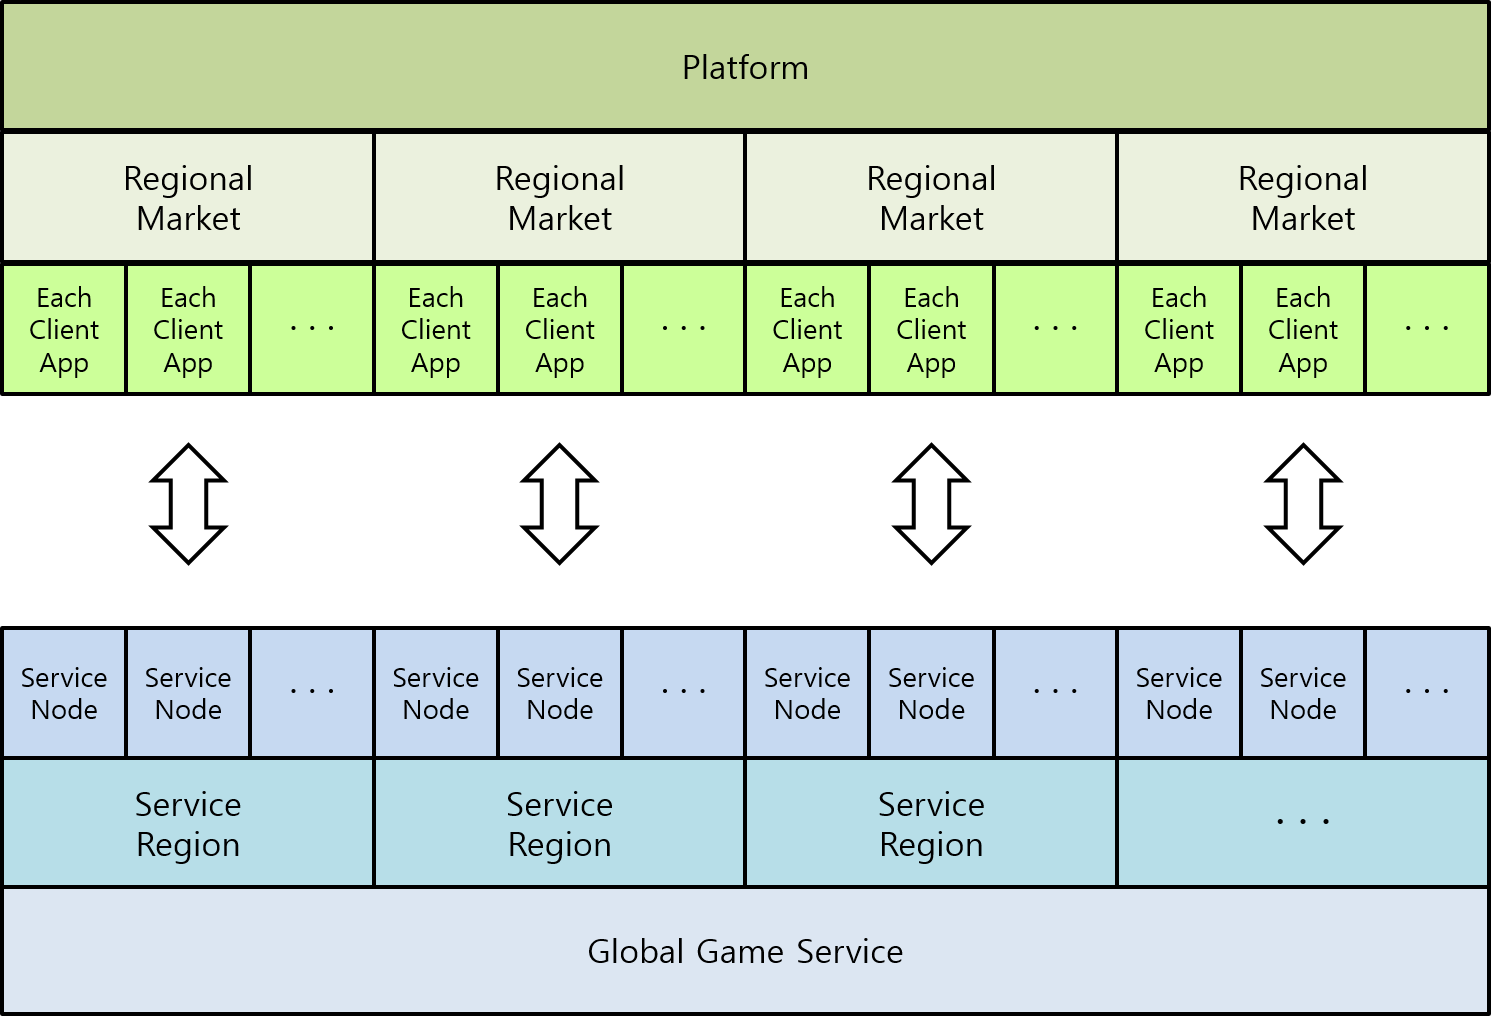 Platform
Regional
Market
Regional
Market
Regional
Market
Regional
Market
Each
Client
App
Each
Client
App
. . .
Each
Client
App
Each
Client
App
. . .
Each
Client
App
Each
Client
App
. . .
Each
Client
App
Each
Client
App
. . .
Service
Node
Service
Node
. . .
Service
Node
Service
Node
. . .
Service
Node
Service
Node
. . .
Service
Node
Service
Node
. . .
Service
Region
Service
Region
Service
Region
. . .
Global Game Service